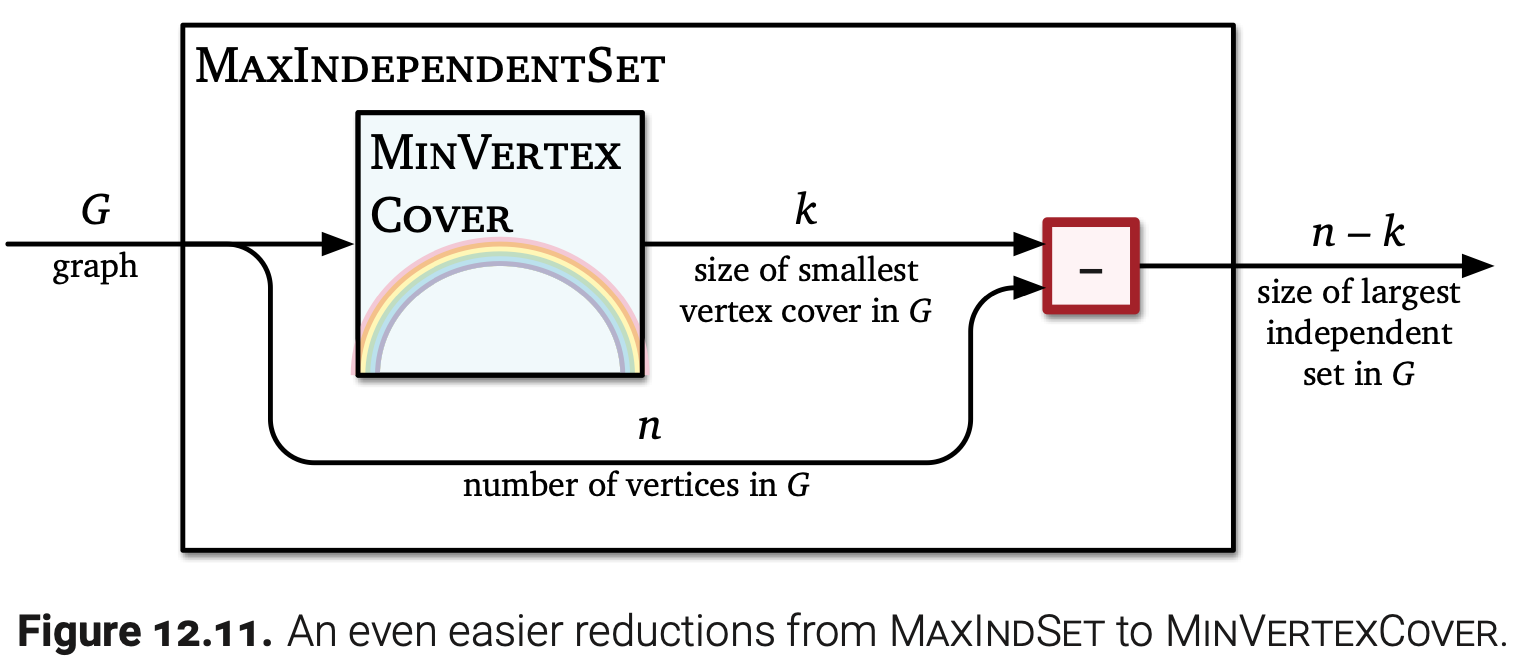 MAXINDEPENDENTSET
MINVERTEX
COVER
G
graph
k
size of smallest
vertex cover in G
–
n – k
size of largest
independent
set in G
n
number of vertices in G
Figure 12.11. An even easier reductions from MAXINDSET to MINVERTEXCOVER.